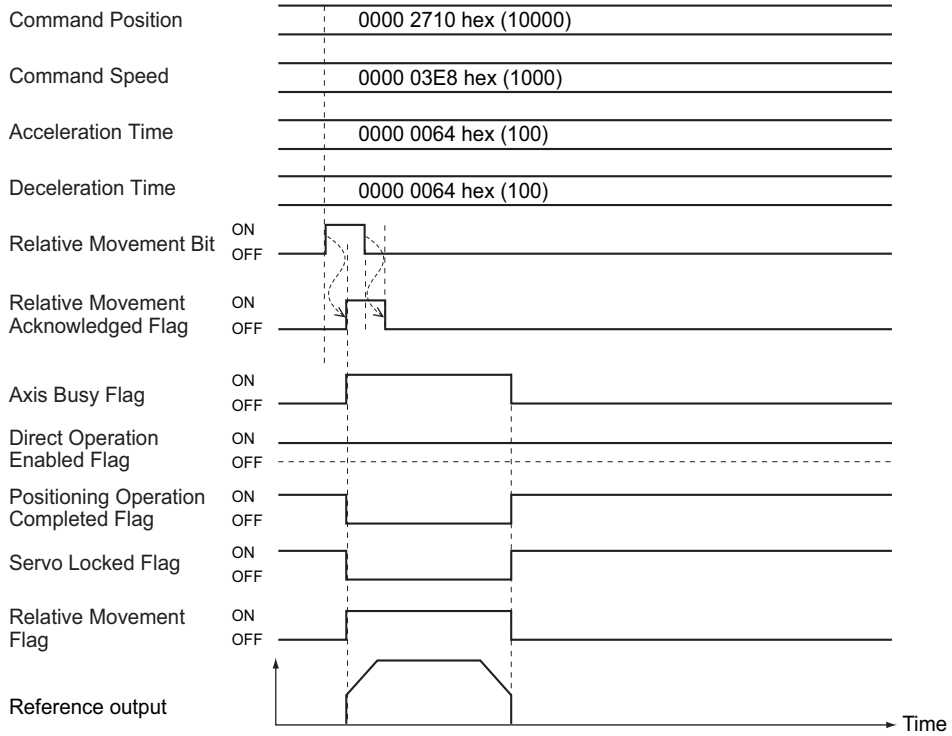 Command Position
0000 2710 hex (10000)
Command Speed
0000 03E8 hex (1000)
Acceleration Time
0000 0064 hex (100)
Deceleration Time
0000 0064 hex (100)
Relative Movement Bit
ON
OFF
Relative Movement
Acknowledged Flag
ON
OFF
Axis Busy Flag
ON
OFF
Direct Operation
Enabled Flag
ON
OFF
Positioning Operation
Completed Flag
ON
OFF
Servo Locked Flag
ON
OFF
Relative Movement
Flag
ON
OFF
Reference output
Time